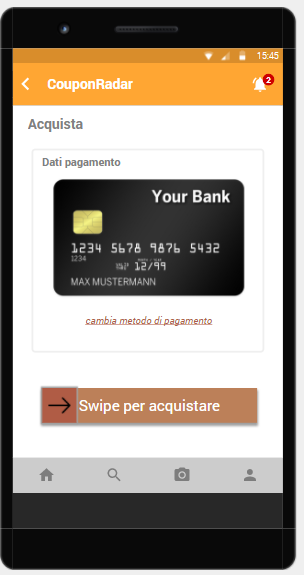 15:45
CouponRadar
2
Acquista
Dati pagamento
Your Bank
1234 5678 9876 5432
1234
12/99
MAX MUSTERMANN
cambia metodo di pagamento
Swipe per acquistare